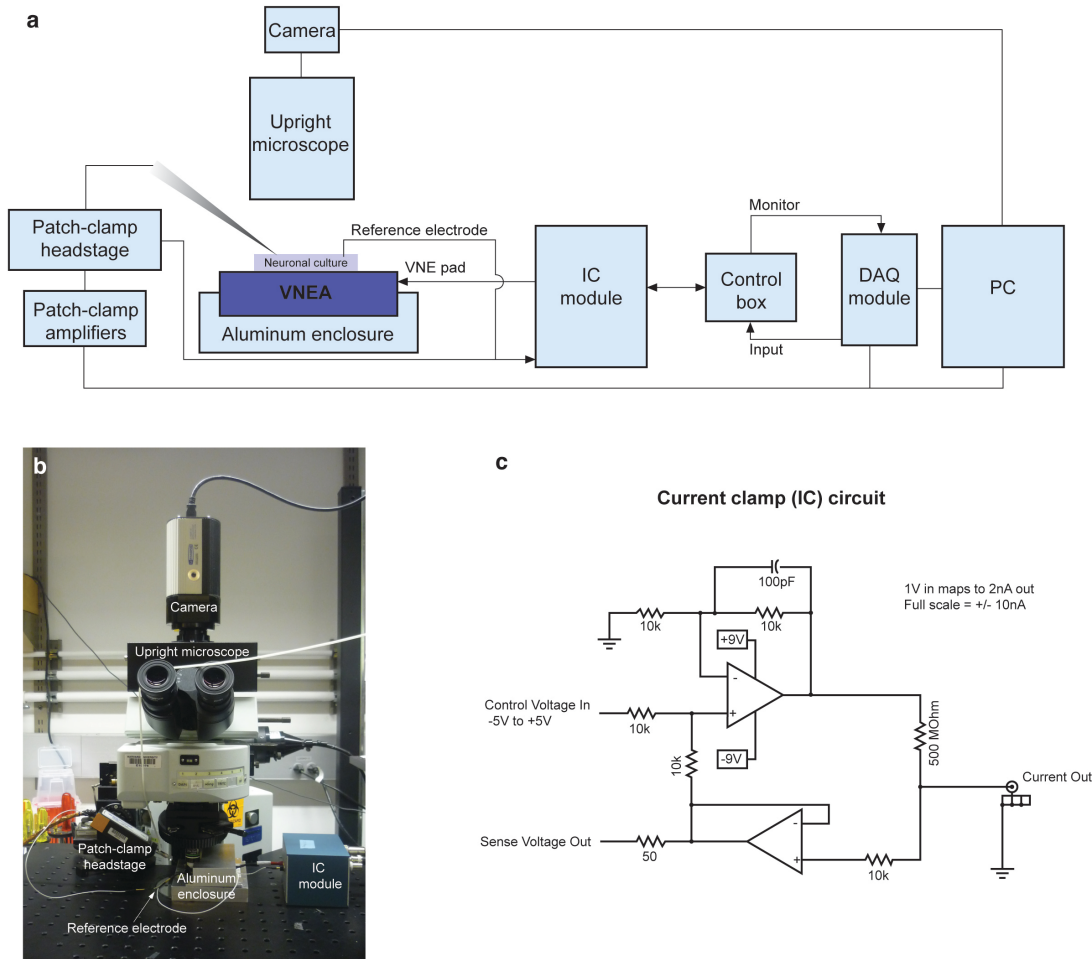 a
Camera
Upright
microscope
Patch-clamp
headstage
Patch-clamp
amplifiers
Reference electrode
Neuronal culture
VNE pad
VNEA
Aluminum enclosure
IC
module
Monitor
Control
box
Input
DAQ
module
PC
b
Camera
Upright microscope
Patch-clamp
headstage
Aluminum
enclosure
IC
module
Reference electrode
c
Current clamp (IC) circuit
100pF
1V in maps to 2nA out
Full scale = +/- 10nA
10k
10k
+9V
-
+
Control Voltage In
-5V to +5V
10k
-9V
10k
500 MOhm
Current Out
-
+
Sense Voltage Out
50
10k